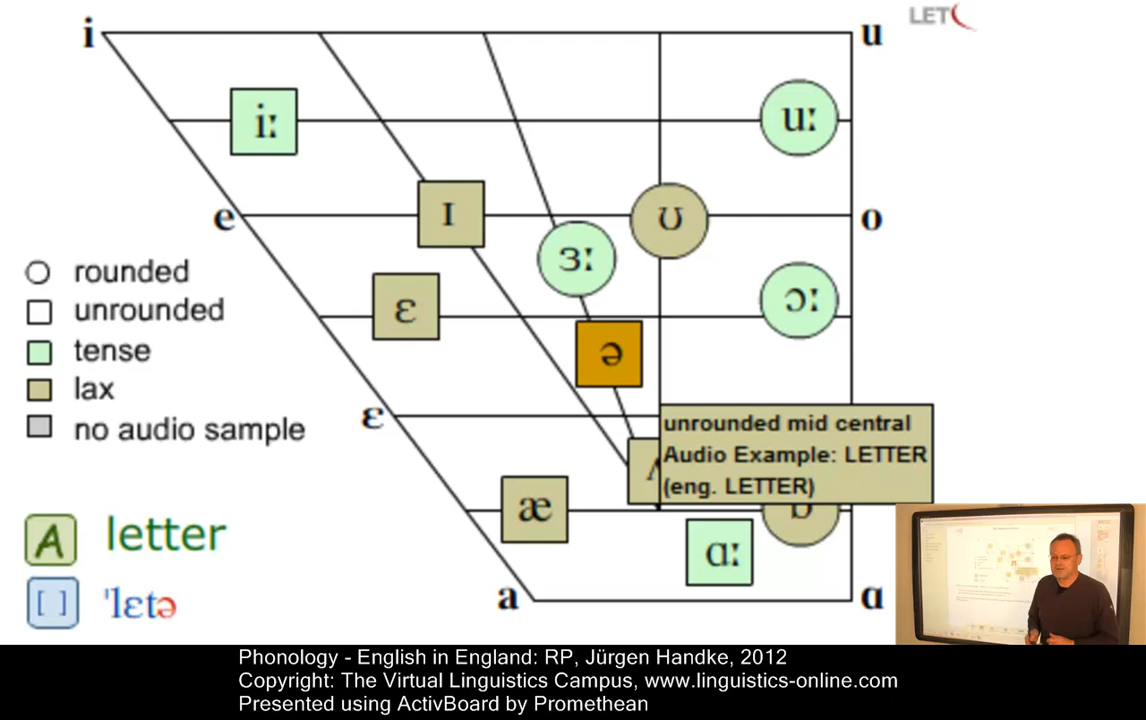 i
u
LET
iː
uː
e
ɪ
ʊ
o
rounded
ɜː
unrounded
ɛ
ɔː
tense
ə
lax
ɛ
no audio sample
unrounded mid central
Audio Example: LETTER
(eng. LETTER)
æ
A letter
ɑː
[ ] ˈlɛtə
a
ɑ
Phonology - English in England: RP, Jürgen Handke, 2012
Copyright: The Virtual Linguistics Campus, www.linguistics-online.com
Presented using ActivBoard by Promethean